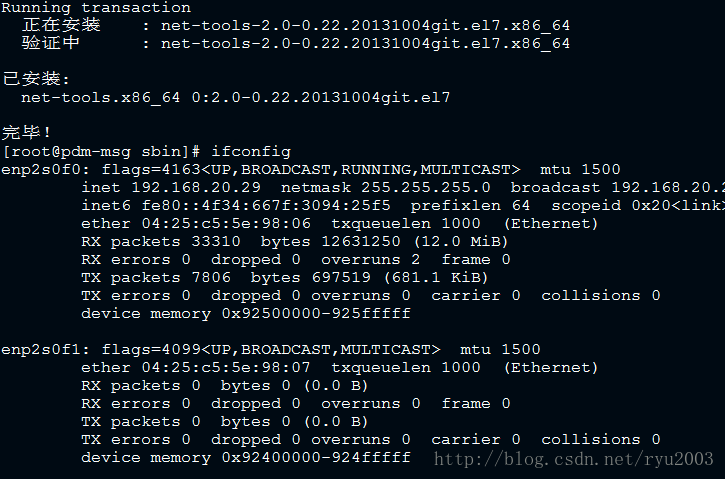 Running transaction
正在安装 : net-tools-2.0-0.22.20131004git.el7.x86_64
验证中 : net-tools-2.0-0.22.20131004git.el7.x86_64
已安装:
net-tools.x86_64 0:2.0-0.22.20131004git.el7
完毕!
[root@pdm-msg sbin]# ifconfig
enp2s0f0: flags=4163<UP,BROADCAST,RUNNING,MULTICAST> mtu 1500
inet 192.168.20.29 netmask 255.255.255.0 broadcast 192.168.20.2
inet6 fe80::4f34:667f:3094:25f5 prefixlen 64 scopeid 0x20<link>
ether 04:25:c5:5e:98:06 txqueuelen 1000 (Ethernet)
RX packets 33310 bytes 12631250 (12.0 MiB)
RX errors 0 dropped 0 overruns 2 frame 0
TX packets 7806 bytes 697519 (681.1 KiB)
TX errors 0 dropped 0 overruns 0 carrier 0 collisions 0
device memory 0x92500000-925fffff
enp2s0f1: flags=4099<UP,BROADCAST,MULTICAST> mtu 1500
ether 04:25:c5:5e:98:07 txqueuelen 1000 (Ethernet)
RX packets 0 bytes 0 (0.0 B)
RX errors 0 dropped 0 overruns 0 frame 0
TX packets 0 bytes 0 (0.0 B)
TX errors 0 dropped 0 overruns 0 carrier 0 collisions 0
device memory 0x92400000-924fffff
http://blog.csdn.net/ryu2003